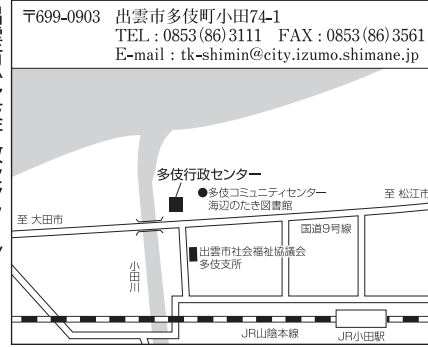 〒699-0903 出雲市多伎町小田74-1
TEL : 0853(86)3111 FAX : 0853(86)3561
E-mail : tk-shimin@city.izumo.shimane.jp
多伎行政センター
●多伎コミュニティセンター
海辺のたき図書館
至 松江市
至 大田市
国道9号線
出雲市社会福祉協議会
多伎支所
小田川
JR山陰本線
JR小田駅